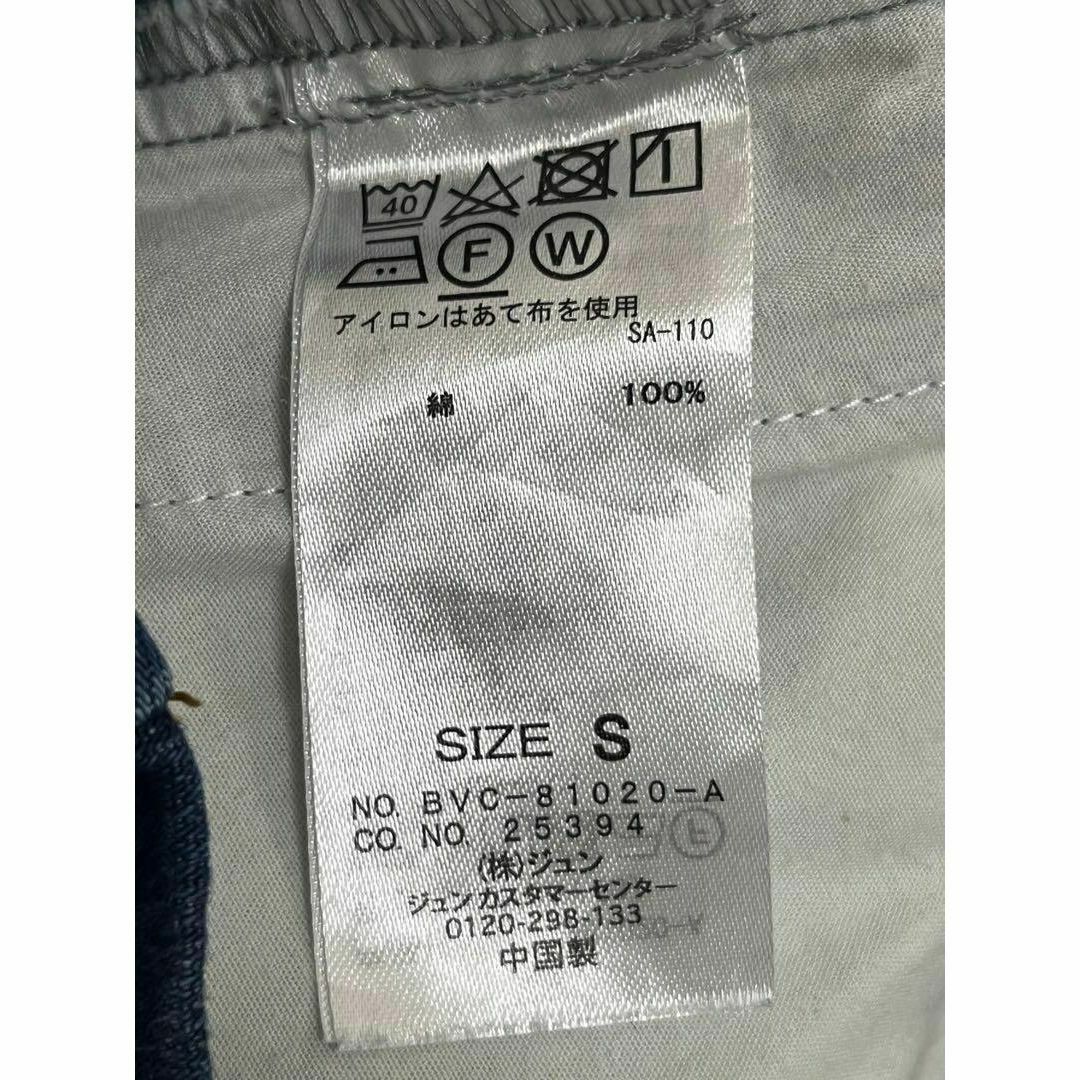 40
F W
アイロンはあて布を使用
SA-110
綿 100%
SIZE S
NO. BVC-81020-A
CO. NO. 25394
(株)ジュン
ジュンカスタマーセンター
0120-298-133
中国製